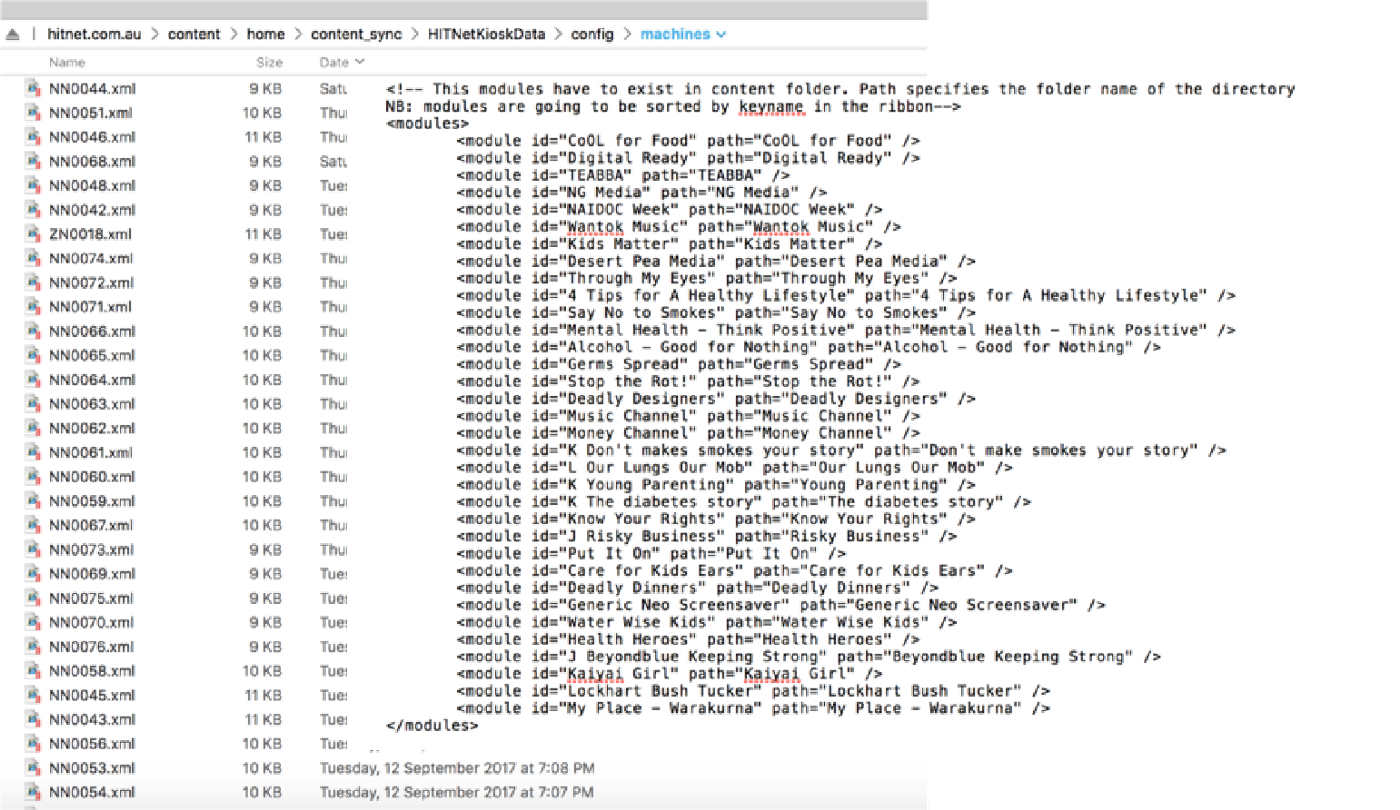 hitnet.com.au > content > home > content_sync > HITNetKioskData > config > machines
Name Size Date
NN0044.xml 9 KB Satu
NN0051.xml 10 KB Thu
NN0046.xml 11 KB Thu
NN0068.xml 9 KB Satu
NN0048.xml 9 KB Tues
NN0042.xml 9 KB Tues
ZN0018.xml 11 KB Tues
NN0074.xml 9 KB Thu
NN0072.xml 9 KB Thu
NN0071.xml 9 KB Thu
NN0066.xml 10 KB Thu
NN0065.xml 10 KB Thu
NN0064.xml 10 KB Thu
NN0063.xml 10 KB Thu
NN0062.xml 10 KB Thu
NN0061.xml 10 KB Thu
NN0060.xml 10 KB Thu
NN0059.xml 10 KB Thu
NN0067.xml 10 KB Thu
NN0073.xml 9 KB Thu
NN0069.xml 10 KB Tues
NN0075.xml 9 KB Tues
NN0070.xml 9 KB Tues
NN0076.xml 9 KB Tues
NN0058.xml 10 KB Tues
NN0045.xml 11 KB Tues
NN0043.xml 11 KB Tues
NN0056.xml 10 KB Tues
NN0053.xml 10 KB Tuesday, 12 September 2017 at 7:08 PM
NN0054.xml 10 KB Tuesday, 12 September 2017 at 7:07 PM
<!-- This modules have to exist in content folder. Path specifies the folder name of the directory
NB: modules are going to be sorted by keyname in the ribbon-->
<modules>
<module id="CoOL for Food" path="CoOL for Food" />
<module id="Digital Ready" path="Digital Ready" />
<module id="TEABBA" path="TEABBA" />
<module id="NG Media" path="NG Media" />
<module id="NAIDOC Week" path="NAIDOC Week" />
<module id="Wantok Music" path="Wantok Music" />
<module id="Kids Matter" path="Kids Matter" />
<module id="Desert Pea Media" path="Desert Pea Media" />
<module id="Through My Eyes" path="Through My Eyes" />
<module id="4 Tips for A Healthy Lifestyle" path="4 Tips for A Healthy Lifestyle" />
<module id="Say No to Smokes" path="Say No to Smokes" />
<module id="Mental Health – Think Positive" path="Mental Health – Think Positive" />
<module id="Alcohol – Good for Nothing" path="Alcohol – Good for Nothing" />
<module id="Germs Spread" path="Germs Spread" />
<module id="Stop the Rot!" path="Stop the Rot!" />
<module id="Deadly Designers" path="Deadly Designers" />
<module id="Music Channel" path="Music Channel" />
<module id="Money Channel" path="Money Channel" />
<module id="K Don't makes smokes your story" path="Don't make smokes your story" />
<module id="L Our Lungs Our Mob" path="Our Lungs Our Mob" />
<module id="K Young Parenting" path="Young Parenting" />
<module id="K The diabetes story" path="The diabetes story" />
<module id="Know Your Rights" path="Know Your Rights" />
<module id="J Risky Business" path="Risky Business" />
<module id="Put It On" path="Put It On" />
<module id="Care for Kids Ears" path="Care for Kids Ears" />
<module id="Deadly Dinners" path="Deadly Dinners" />
<module id="Generic Neo Screensaver" path="Generic Neo Screensaver" />
<module id="Water Wise Kids" path="Water Wise Kids" />
<module id="Health Heroes" path="Health Heroes" />
<module id="J Beyondblue Keeping Strong" path="Beyondblue Keeping Strong" />
<module id="Kaiyai Girl" path="Kaiyai Girl" />
<module id="Lockhart Bush Tucker" path="Lockhart Bush Tucker" />
<module id="My Place – Warakurna" path="My Place – Warakurna" />
</modules>